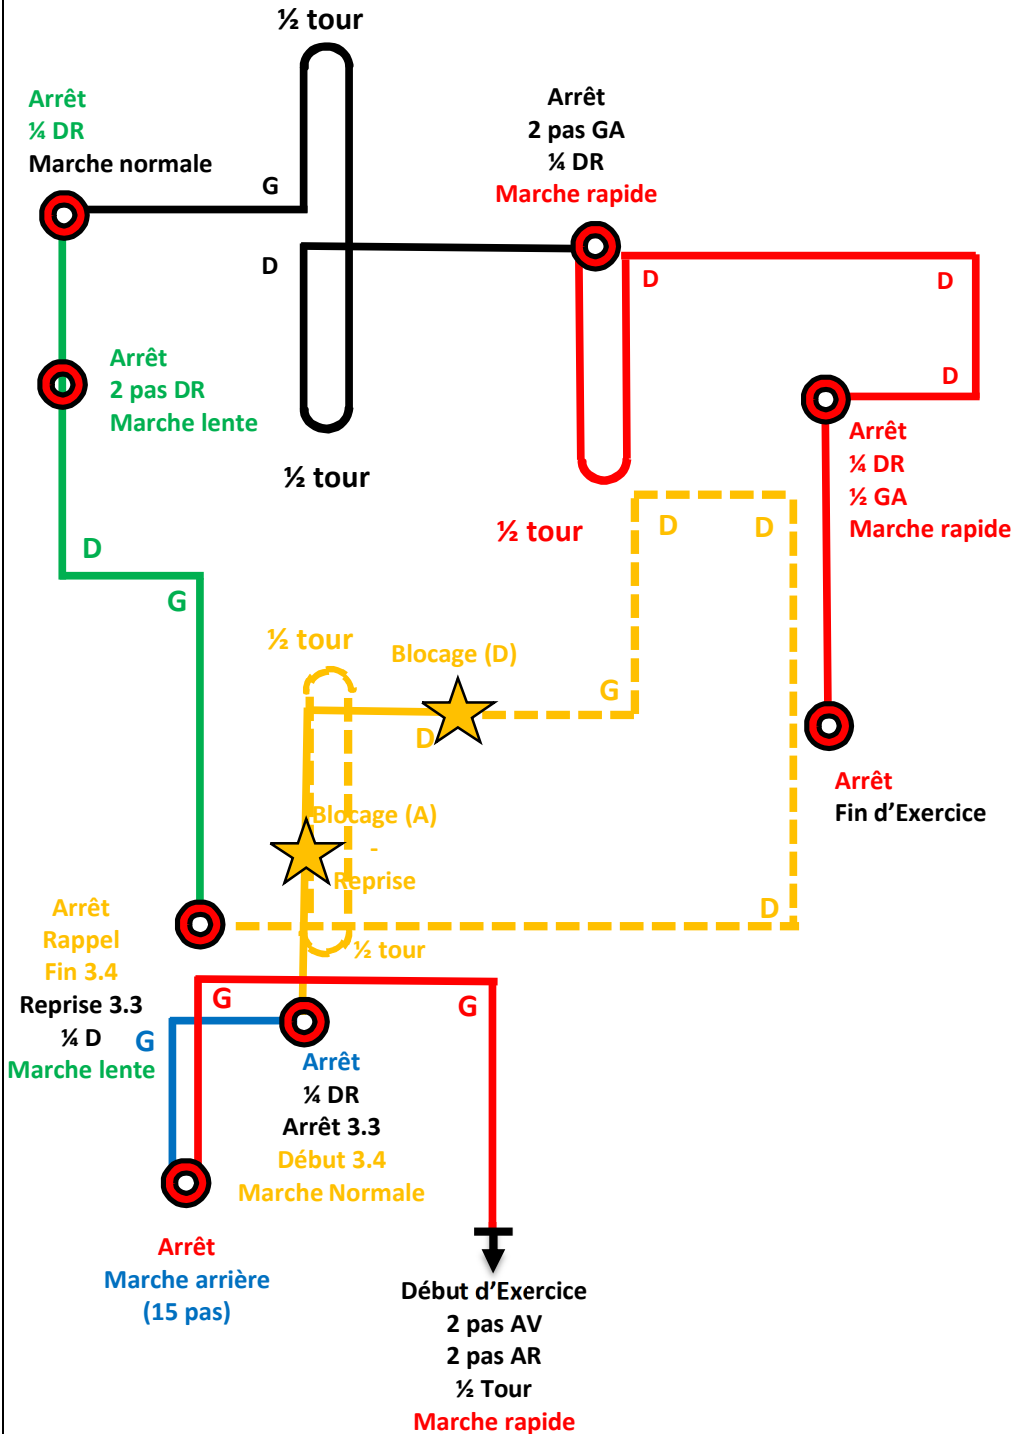 ½ tour
Arrêt
¼ DR
Marche normale
G
D
Arrêt
2 pas GA
¼ DR
Marche rapide
D
D
D
Arrêt
2 pas DR
Marche lente
½ tour
½ tour
Arrêt
¼ DR
½ GA
Marche rapide
D
D
D
G
½ tour
Blocage (D)
G
D
Blocage (A)
-
Reprise
Arrêt
Fin d’Exercice
D
½ tour
Arrêt
Rappel
Fin 3.4
Reprise 3.3
¼ D
Marche lente
G
G
G
Arrêt
¼ DR
Arrêt 3.3
Début 3.4
Marche Normale
Arrêt
Marche arrière
(15 pas)
Début d’Exercice
2 pas AV
2 pas AR
½ Tour
Marche rapide